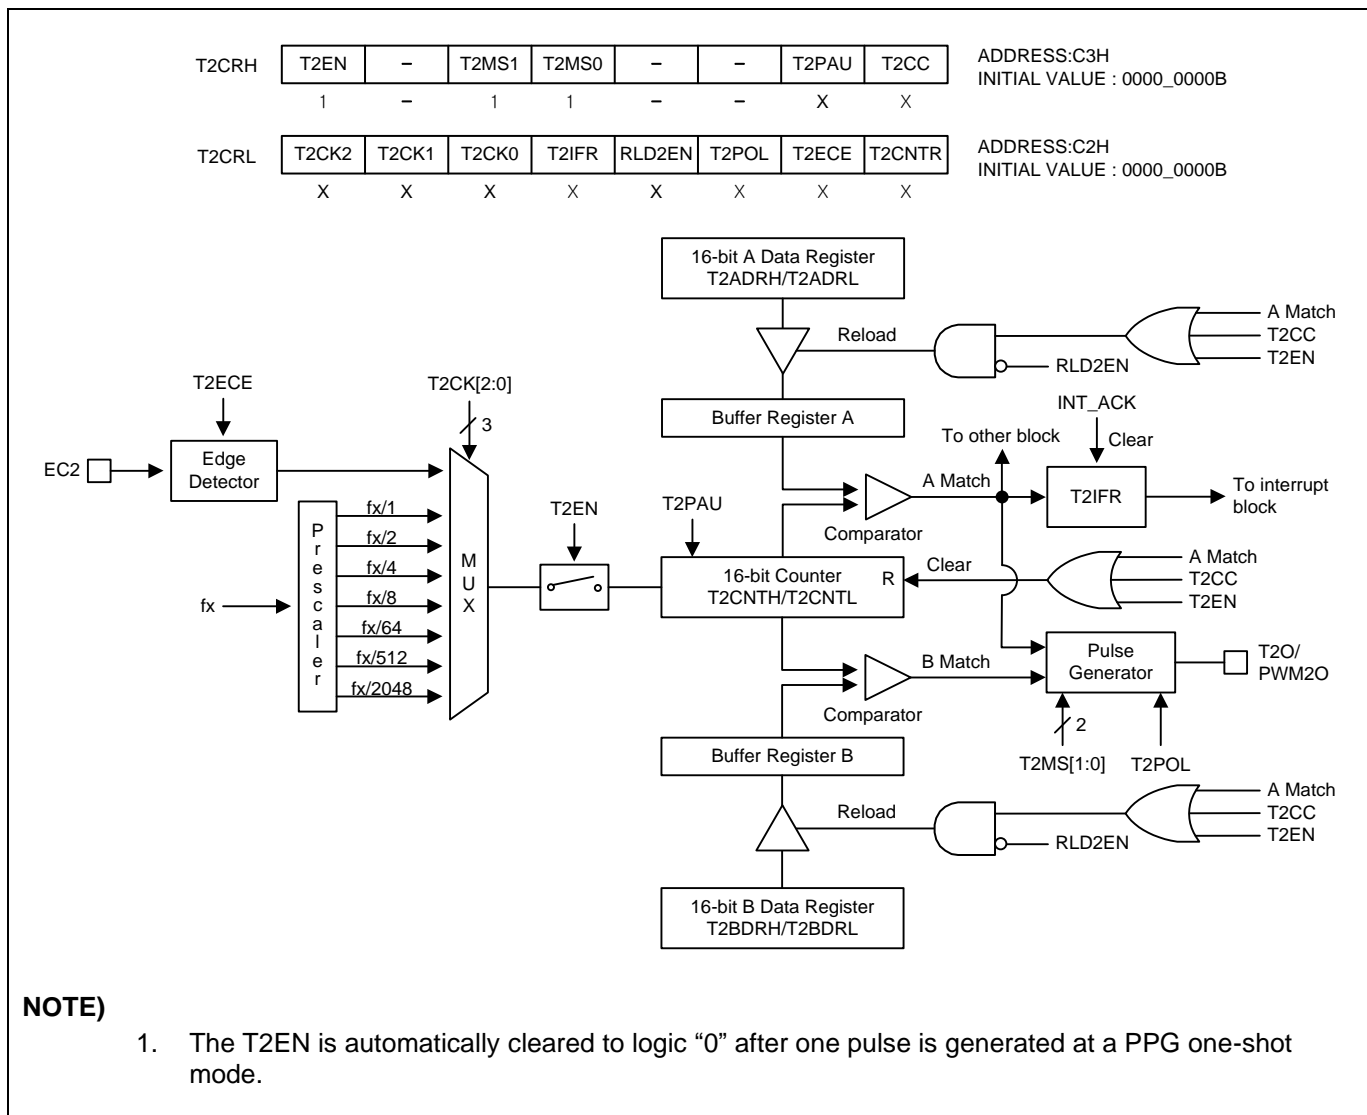 T2CRH T2EN – T2MS1 T2MS0 – – T2PAU T2CC ADDRESS:C3H
INITIAL VALUE : 0000_0000B
1 – 1 1 – – X X
T2CRL T2CK2 T2CK1 T2CK0 T2IFR RLD2EN T2POL T2ECE T2CNTR ADDRESS:C2H
INITIAL VALUE : 0000_0000B
X X X X X X X X
16-bit A Data Register
T2ADRH/T2ADRL
Reload
A Match
T2CC
T2EN
RLD2EN
T2ECE
T2CK[2:0]
3
Buffer Register A
INT_ACK
Clear
To other block
EC2
Edge
Detector
A Match
T2IFR
To interrupt
block
Comparator
Prescaler
fx/1
fx/2
fx/4
fx/8
fx/64
fx/512
fx/2048
fx
MUX
T2EN
T2PAU
16-bit Counter
T2CNTH/T2CNTL
R
Clear
A Match
T2CC
T2EN
B Match
Comparator
Pulse
Generator
T2O/
PWM2O
2
T2MS[1:0]
T2POL
Buffer Register B
Reload
A Match
T2CC
T2EN
RLD2EN
16-bit B Data Register
T2BDRH/T2BDRL
NOTE)
1. The T2EN is automatically cleared to logic “0” after one pulse is generated at a PPG one-shot
mode.